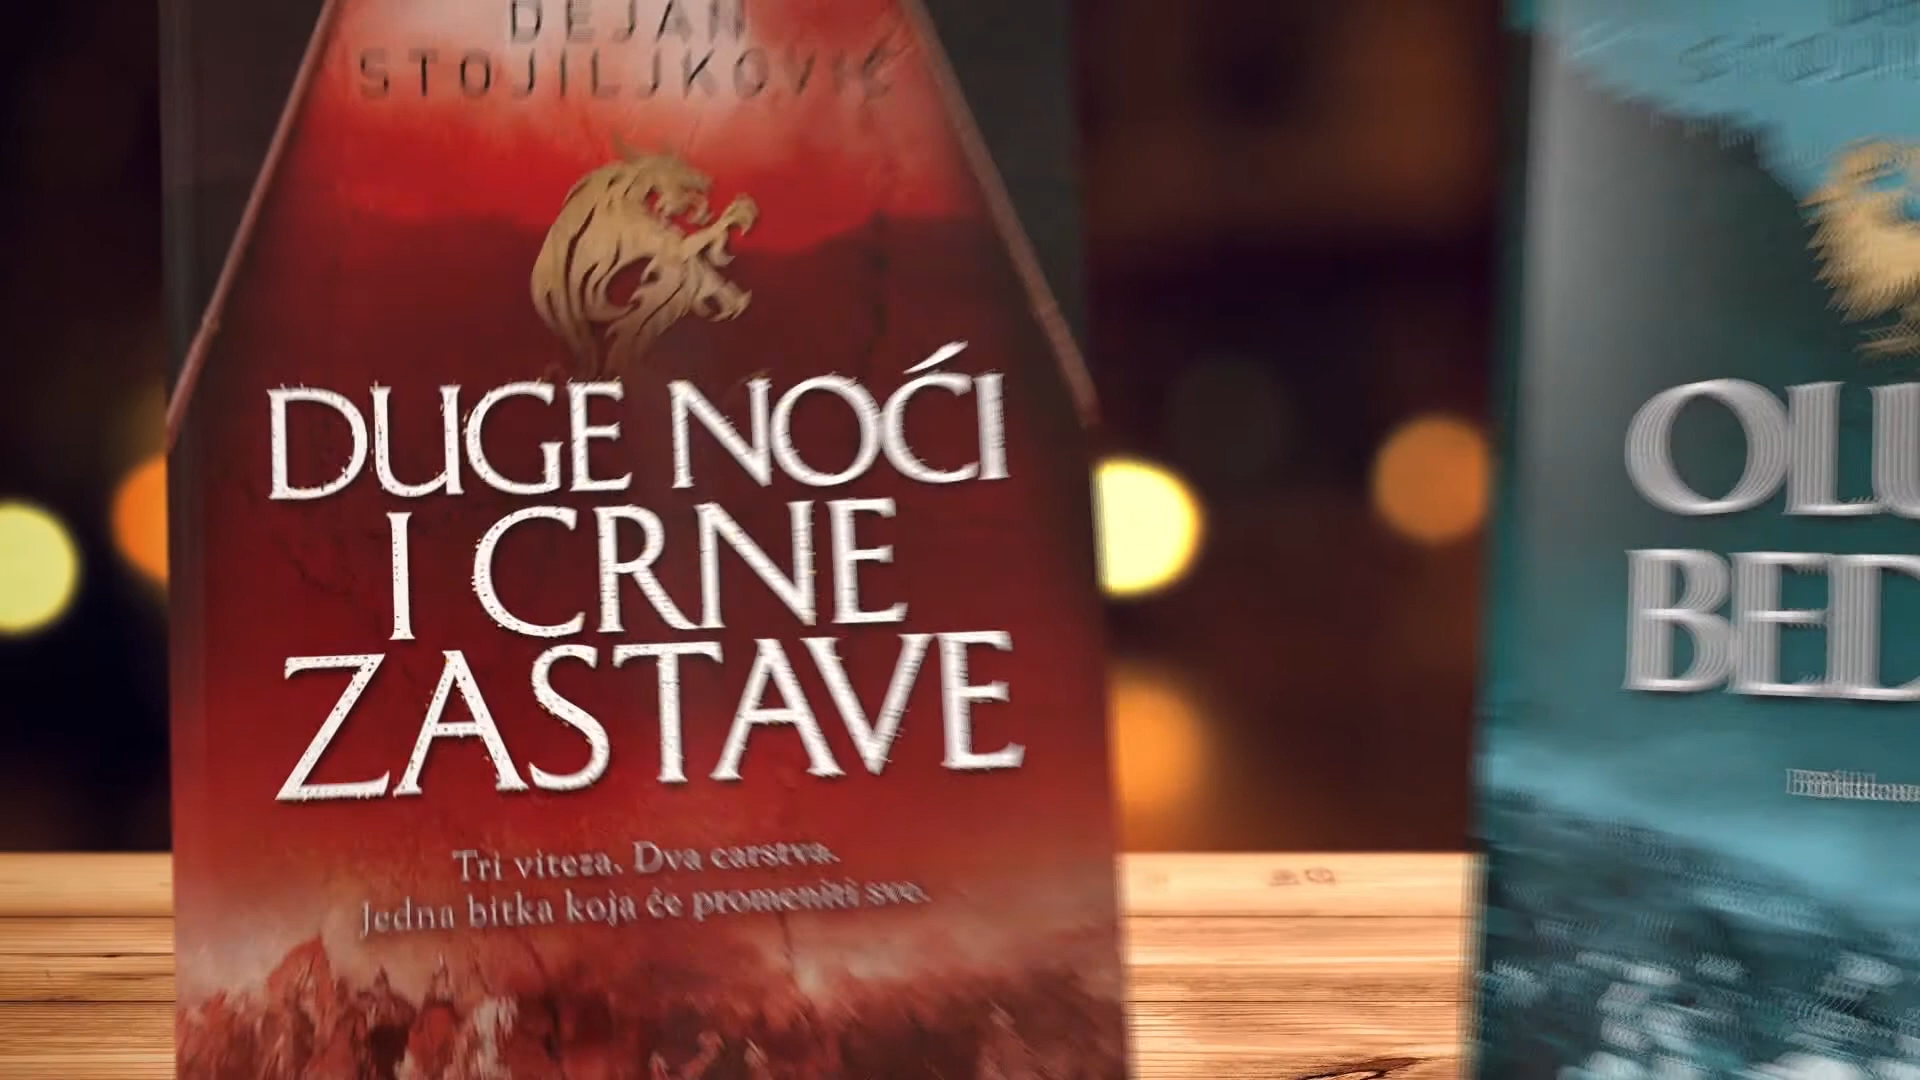 DEJAN
STOJILJKOVIĆ
DUGE NOĆI
I CRNE
ZASTAVE
Tri viteza. Dva carstva.
Jedna bitka koja će promeniti sve.
OLU
BED